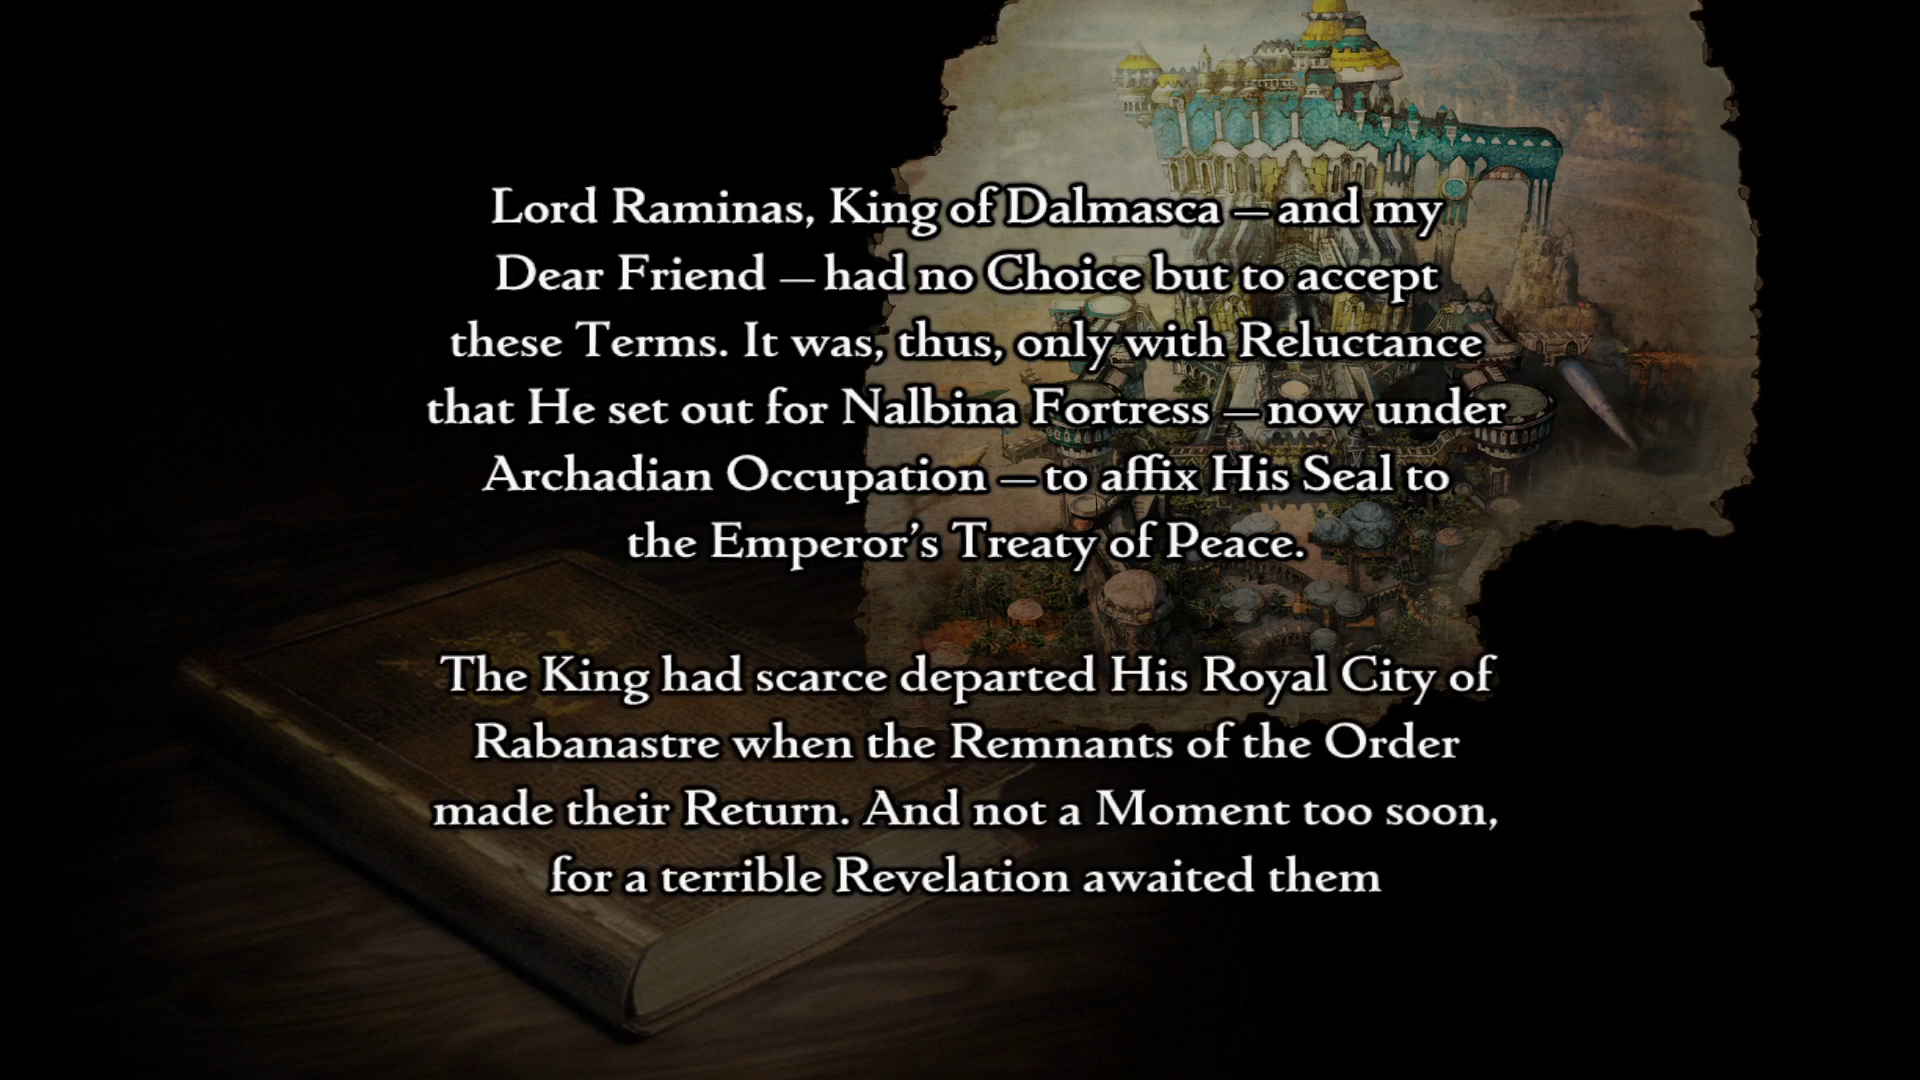 Lord Raminas, King of Dalmasca — and my
Dear Friend — had no Choice but to accept
these Terms. It was, thus, only with Reluctance
that He set out for Nalbina Fortress — now under
Archadian Occupation — to affix His Seal to
the Emperor’s Treaty of Peace.
The King had scarce departed His Royal City of
Rabanastre when the Remnants of the Order
made their Return. And not a Moment too soon,
for a terrible Revelation awaited them